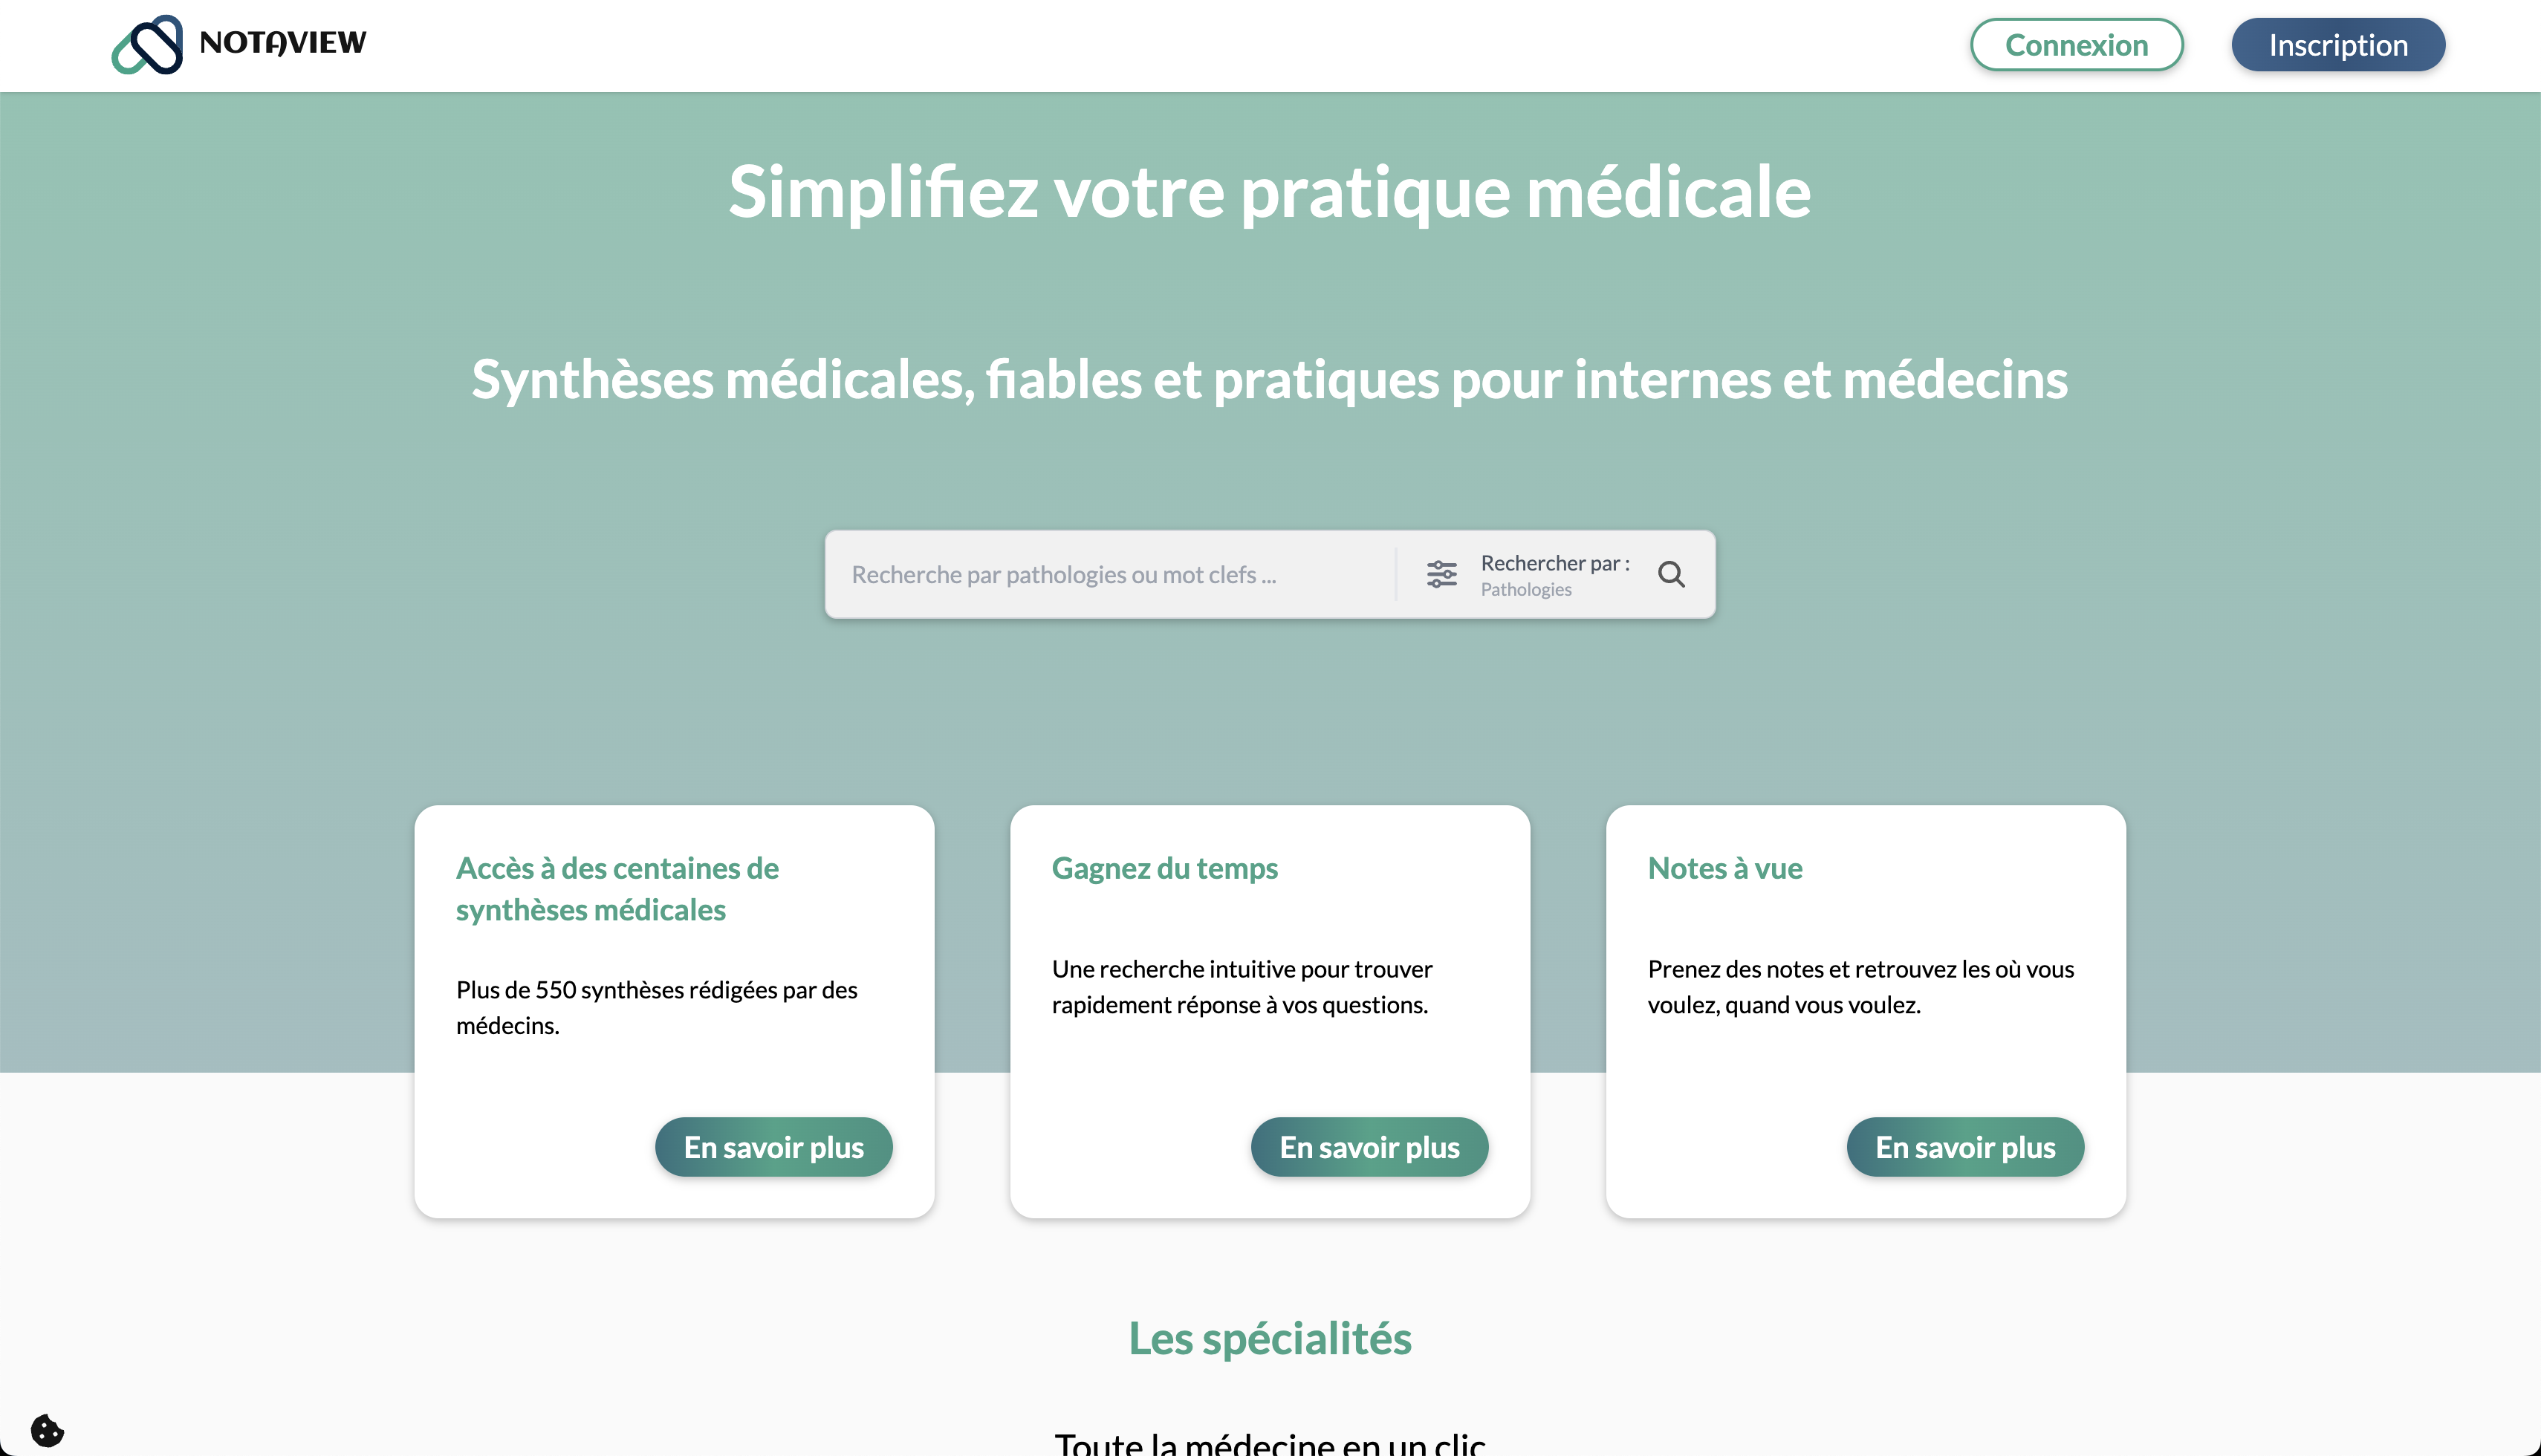 NOTAVIEW
Connexion
Inscription
Simplifiez votre pratique médicale
Synthèses médicales, fiables et pratiques pour internes et médecins
Recherche par pathologies ou mot clefs ...
Rechercher par :
Pathologies
Accès à des centaines de
synthèses médicales
Plus de 550 synthèses rédigées par des
médecins.
En savoir plus
Gagnez du temps
Une recherche intuitive pour trouver
rapidement réponse à vos questions.
En savoir plus
Notes à vue
Prenez des notes et retrouvez les où vous
voulez, quand vous voulez.
En savoir plus
Les spécialités
Toute la médecine en un clic